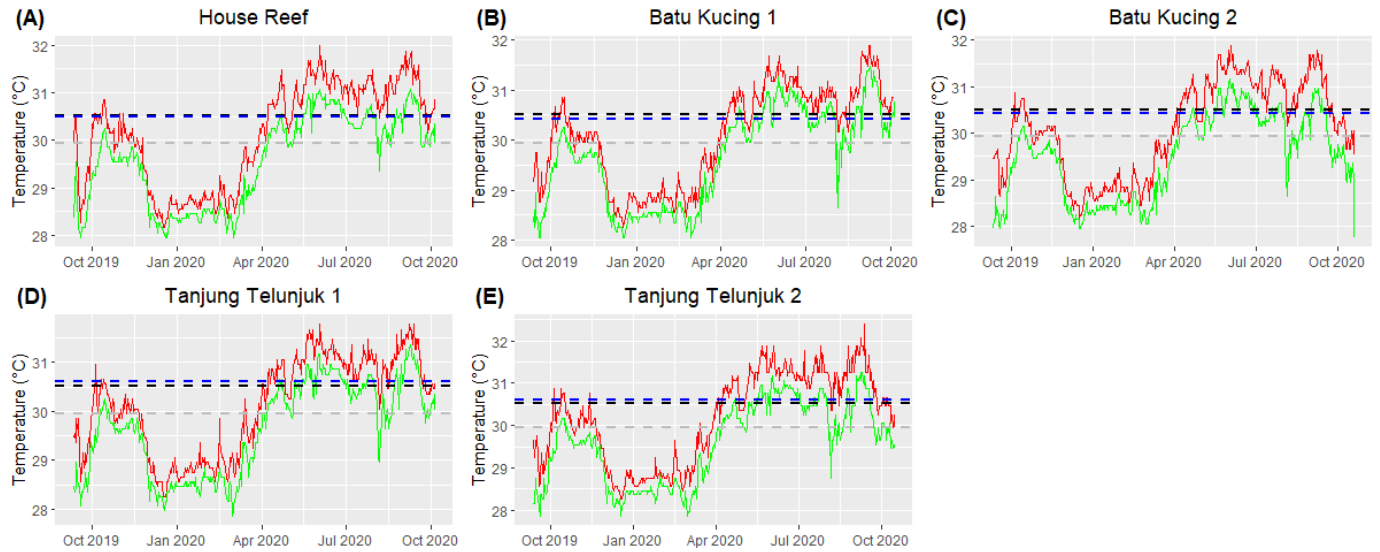 (A) House Reef
Temperature (°C)
32
31
30
29
28
Oct 2019 Jan 2020 Apr 2020 Jul 2020 Oct 2020
(B) Batu Kucing 1
Temperature (°C)
32
31
30
29
28
Oct 2019 Jan 2020 Apr 2020 Jul 2020 Oct 2020
(C) Batu Kucing 2
Temperature (°C)
32
31
30
29
28
Oct 2019 Jan 2020 Apr 2020 Jul 2020 Oct 2020
(D) Tanjung Telunjuk 1
Temperature (°C)
31
30
29
28
Oct 2019 Jan 2020 Apr 2020 Jul 2020 Oct 2020
(E) Tanjung Telunjuk 2
Temperature (°C)
32
31
30
29
28
Oct 2019 Jan 2020 Apr 2020 Jul 2020 Oct 2020